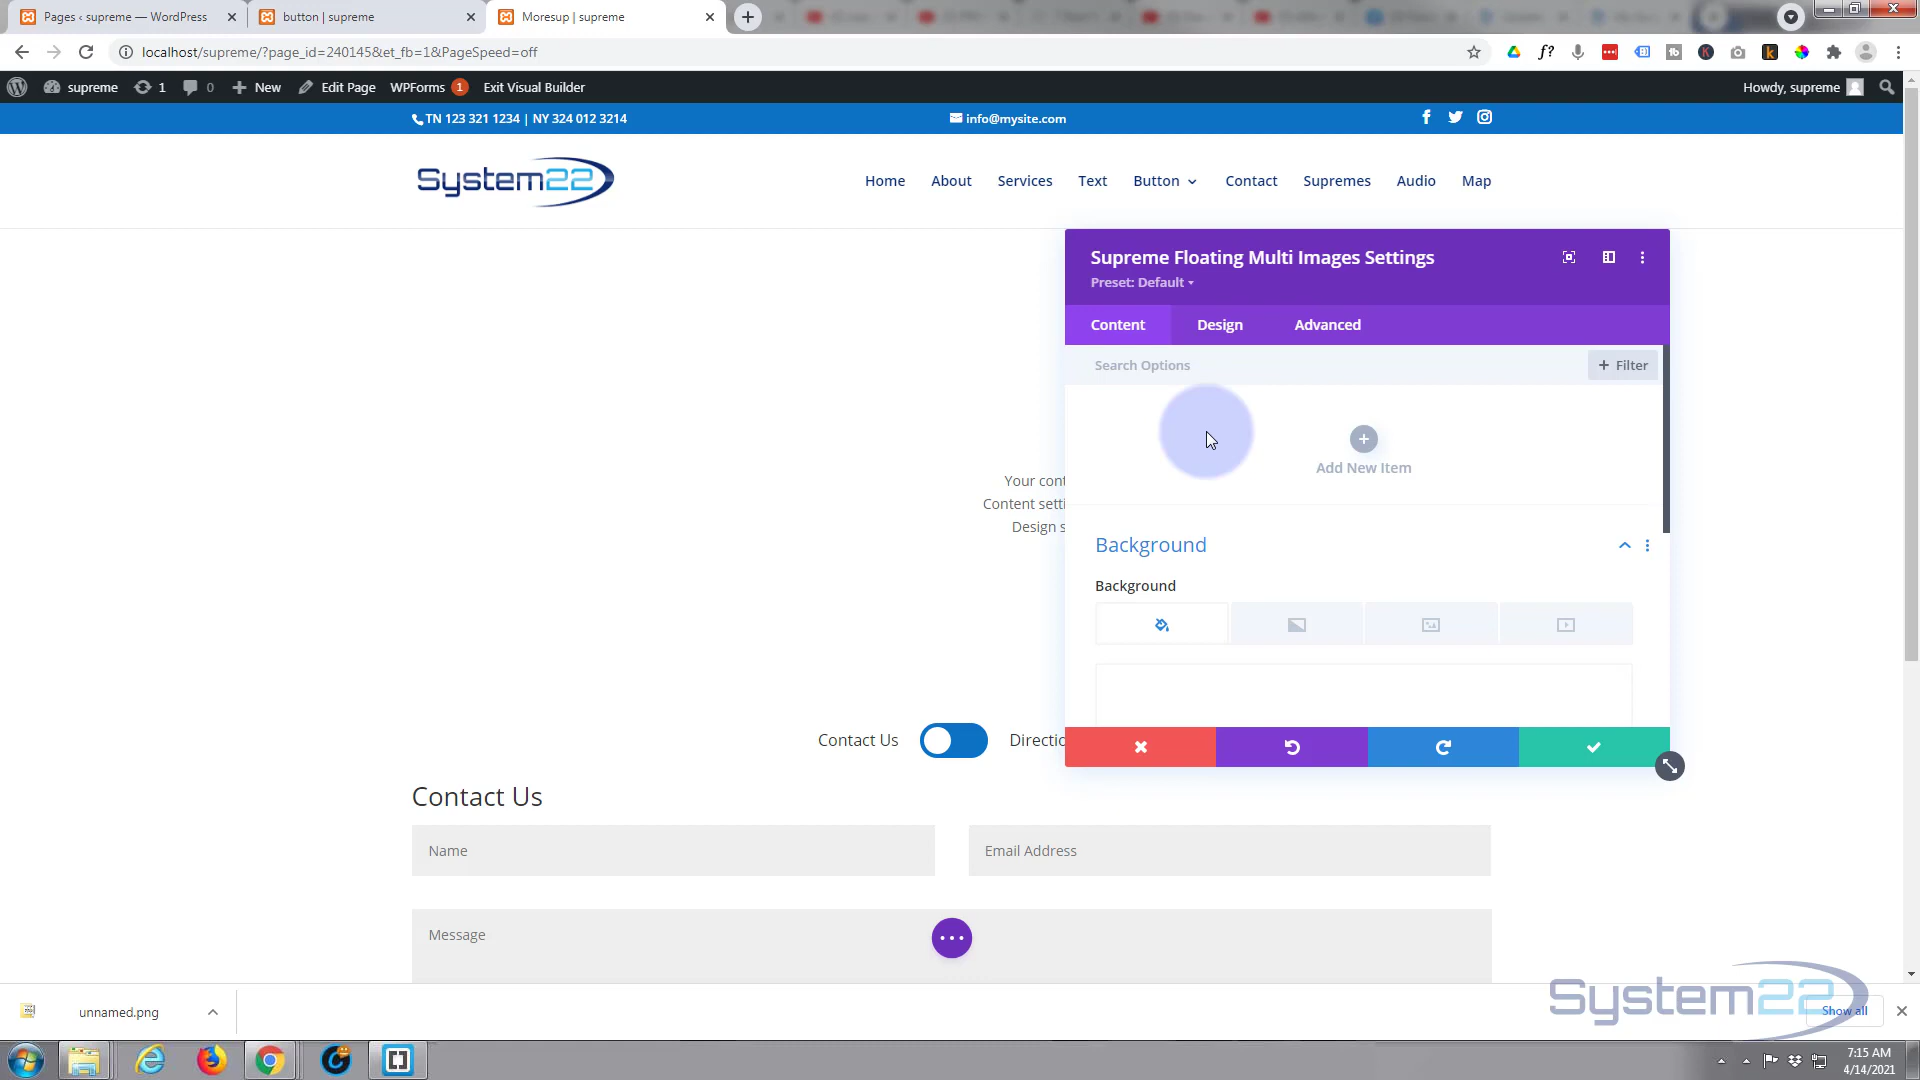 Pages ‹ supreme — WordPress
button | supreme
Moresup | supreme
localhost/supreme/?page_id=240145&et_fb=1&PageSpeed=off
supreme
1
0
New
Edit Page
WPForms 1
Exit Visual Builder
Howdy, supreme
TN 123 321 1234 | NY 324 012 3214
info@mysite.com
System22
Home
About
Services
Text
Button
Contact
Supremes
Audio
Map
Supreme Floating Multi Images Settings
Preset: Default
Content
Design
Advanced
Search Options
+ Filter
Add New Item
Your cont
Content setti
Design s
Background
Background
Contact Us
Directio
Contact Us
Name
Email Address
Message
unnamed.png
System22
Show all
7:15 AM
4/14/2021